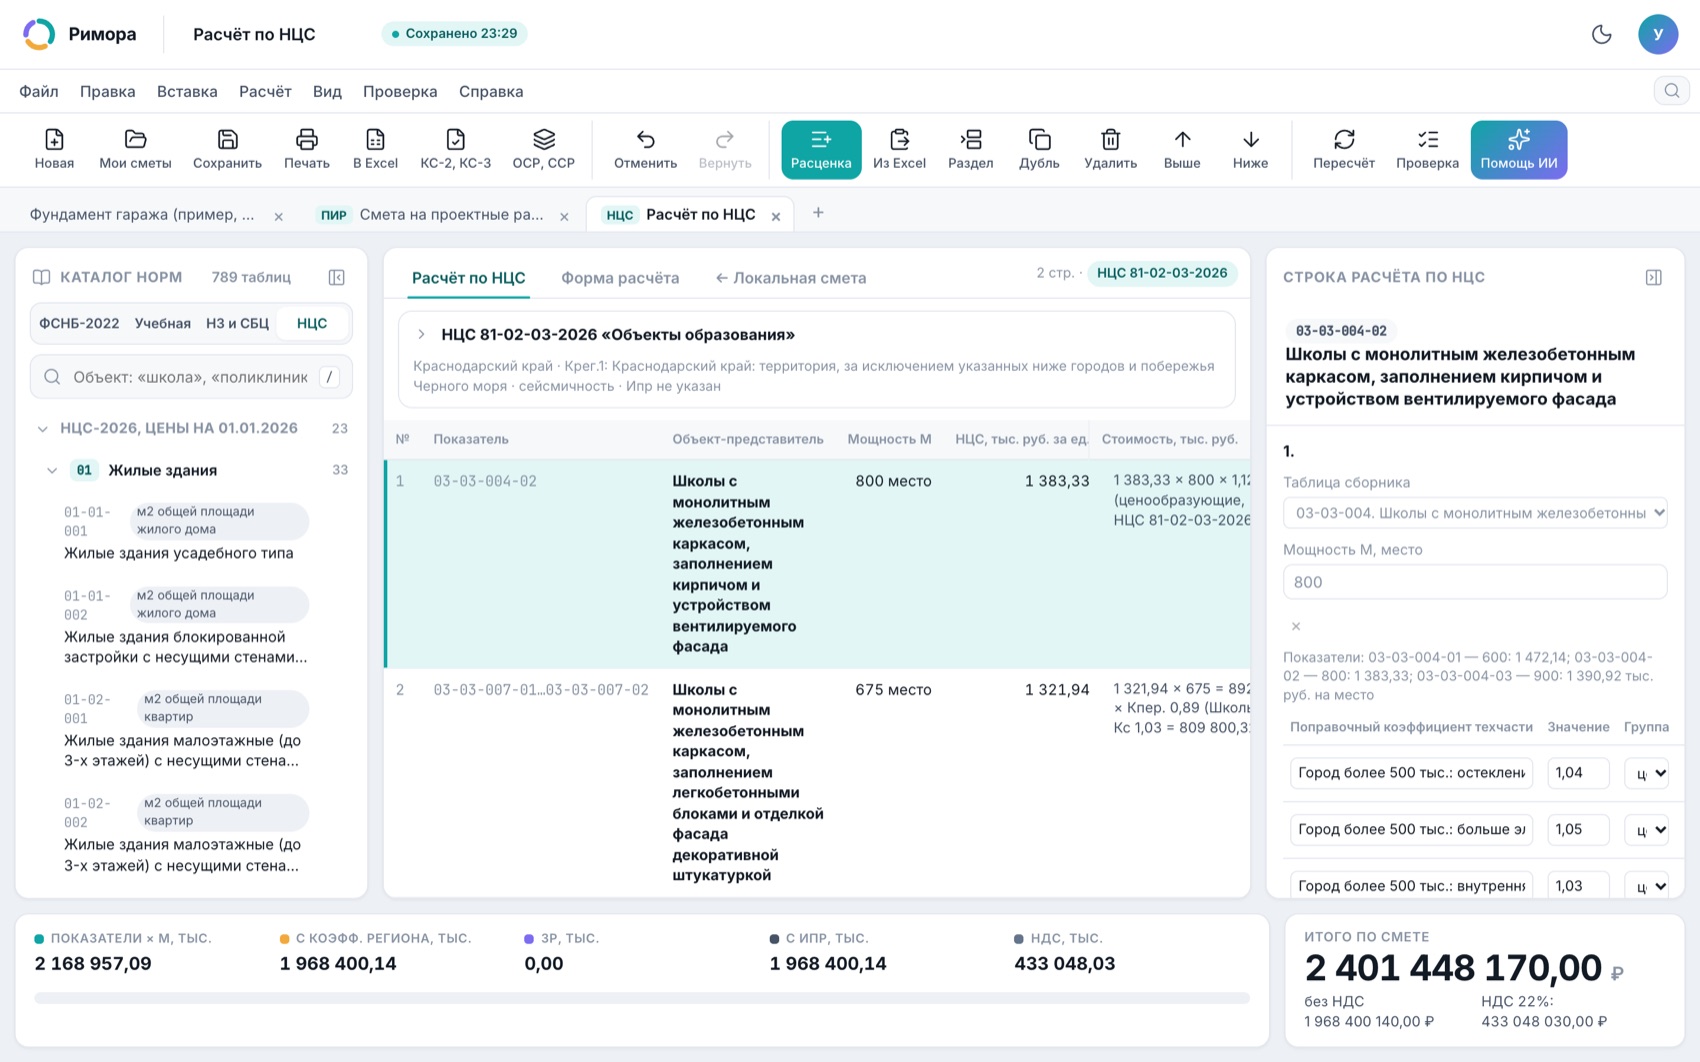 Римора
Расчёт по НЦС
Сохранено 23:29
У
Файл Правка Вставка Расчёт Вид Проверка Справка
Новая Мои сметы Сохранить Печать В Excel КС-2, КС-3 ОСР, ССР Отменить Вернуть Расценка Из Excel Раздел Дубль Удалить Выше Ниже Пересчёт Проверка Помощь ИИ
Фундамент гаража (пример, ... ×
ПИР Смета на проектные ра... ×
НЦС Расчёт по НЦС × +
КАТАЛОГ НОРМ 789 таблиц
ФСНБ-2022 Учебная НЗ и СБЦ НЦС
Объект: «школа», «поликлиник /
НЦС-2026, ЦЕНЫ НА 01.01.2026 23
01 Жилые здания 33
01-01-
001
м2 общей площади
жилого дома
Жилые здания усадебного типа
01-01-
002
м2 общей площади
жилого дома
Жилые здания блокированной
застройки с несущими стенами...
01-02-
001
м2 общей площади
квартир
Жилые здания малоэтажные (до
3-х этажей) с несущими стена...
01-02-
002
м2 общей площади
квартир
Жилые здания малоэтажные (до
3-х этажей) с несущими стена...
Расчёт по НЦС Форма расчёта ← Локальная смета
2 стр. · НЦС 81-02-03-2026
НЦС 81-02-03-2026 «Объекты образования»
Краснодарский край · Крег.1: Краснодарский край: территория, за исключением указанных ниже городов и побережья
Черного моря · сейсмичность · Ипр не указан
№ Показатель Объект-представитель Мощность М НЦС, тыс. руб. за ед. Стоимость, тыс. руб.
1 03-03-004-02
Школы с
монолитным
железобетонным
каркасом,
заполнением
кирпичом и
устройством
вентилируемого
фасада
800 место
1 383,33
1 383,33 × 800 × 1,12
(ценообразующие,
НЦС 81-02-03-2026
2 03-03-007-01…03-03-007-02
Школы с
монолитным
железобетонным
каркасом,
заполнением
легкобетонными
блоками и отделкой
фасада
декоративной
штукатуркой
675 место
1 321,94
1 321,94 × 675 = 892
× Кпер. 0,89 (Школы
Кс 1,03 = 809 800,3
СТРОКА РАСЧЁТА ПО НЦС
03-03-004-02
Школы с монолитным железобетонным
каркасом, заполнением кирпичом и
устройством вентилируемого фасада
1.
Таблица сборника
03-03-004. Школы с монолитным железобетонны
Мощность М, место
800
×
Показатели: 03-03-004-01 — 600: 1 472,14; 03-03-004-
02 — 800: 1 383,33; 03-03-004-03 — 900: 1 390,92 тыс.
руб. на место
Поправочный коэффициент техчасти Значение Группа
Город более 500 тыс.: остеклени 1,04 ц
Город более 500 тыс.: больше эл 1,05 ц
Город более 500 тыс.: внутрення 1,03 ц
ПОКАЗАТЕЛИ × М, ТЫС.
2 168 957,09
С КОЭФФ. РЕГИОНА, ТЫС.
1 968 400,14
ЗР, ТЫС.
0,00
С ИПР, ТЫС.
1 968 400,14
НДС, ТЫС.
433 048,03
ИТОГО ПО СМЕТЕ
2 401 448 170,00 ₽
без НДС
1 968 400 140,00 ₽
НДС 22%:
433 048 030,00 ₽